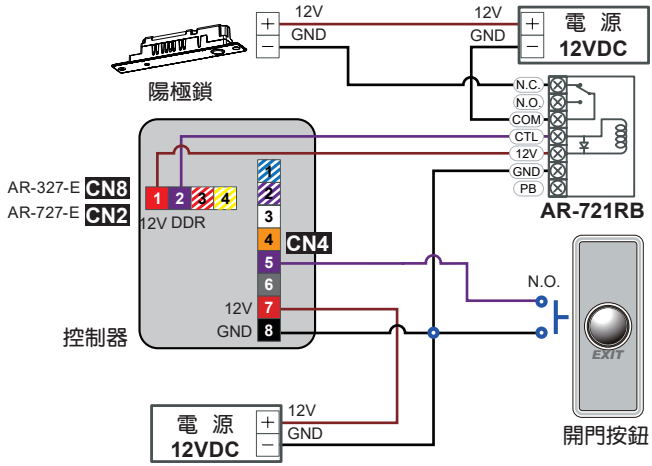 12V
12V
GND
GND
電 源
12VDC
陽極鎖
N.C.
N.O.
COM
CTL
12V
GND
PB
AR-721RB
AR-327-E CN8
AR-727-E CN2
1 2 3 4
12V DDR
1
2
3
4
5
6
7
8
CN4
12V
GND
控制器
N.O.
EXIT
開門按鈕
電 源
12VDC
12V
GND